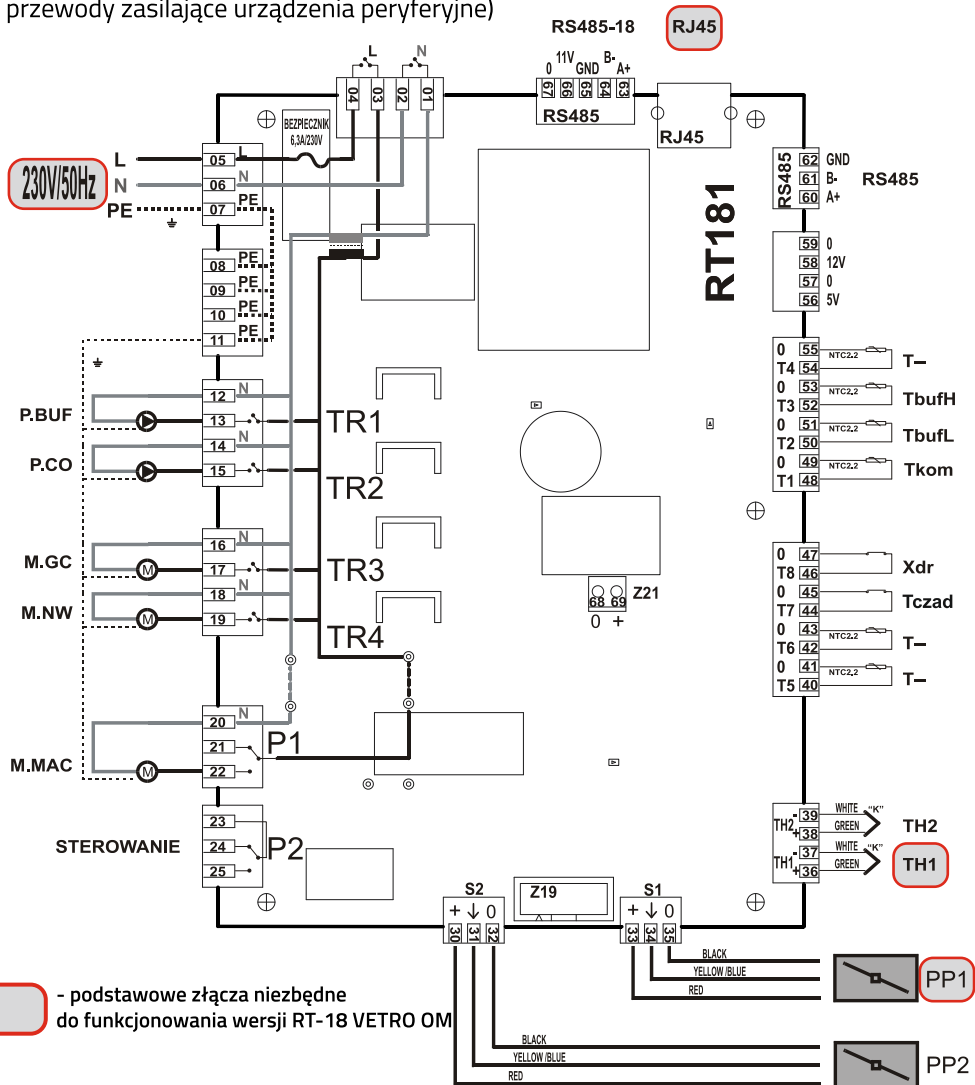 przewody zasilające urządzenia peryferyjne)
RS485-18 RJ45
L N
0 11V GND B- A+
04 03 02 01
67 66 65 64 63
RS485
RJ45
BEZPIECZNIK
6,3A/230V
230V/50Hz
L 05 L
N 06 N
PE 07 PE
08 PE
09 PE
10 PE
11 PE
RT181
RS485
62 GND
61 B-
60 A+
RS485
59 0
58 12V
57 0
56 5V
P.BUF
12 N
13
TR1
P.CO
14 N
15
TR2
M.GC
16 N
17
TR3
M.NW
18 N
19
TR4
0 55
T4 54
NTC2.2
T–
0 53
T3 52
NTC2.2
TbufH
0 51
T2 50
NTC2.2
TbufL
0 49
T1 48
NTC2.2
Tkom
68 69
Z21
0 +
0 47
T8 46
Xdr
0 45
T7 44
Tczad
0 43
T6 42
NTC2.2
T–
0 41
T5 40
NTC2.2
T–
M.MAC
20 N
21
22
P1
STEROWANIE
23
24
25
P2
TH2 - 39 WHITE "K"
+ 38 GREEN
TH2
TH1 - 37 WHITE "K"
+ 36 GREEN
TH1
S2
+ ↓ 0
30 31 32
Z19
S1
+ ↓ 0
33 34 35
BLACK
YELLOW /BLUE
RED
PP1
- podstawowe złącza niezbędne
do funkcjonowania wersji RT-18 VETRO OM
BLACK
YELLOW /BLUE
RED
PP2